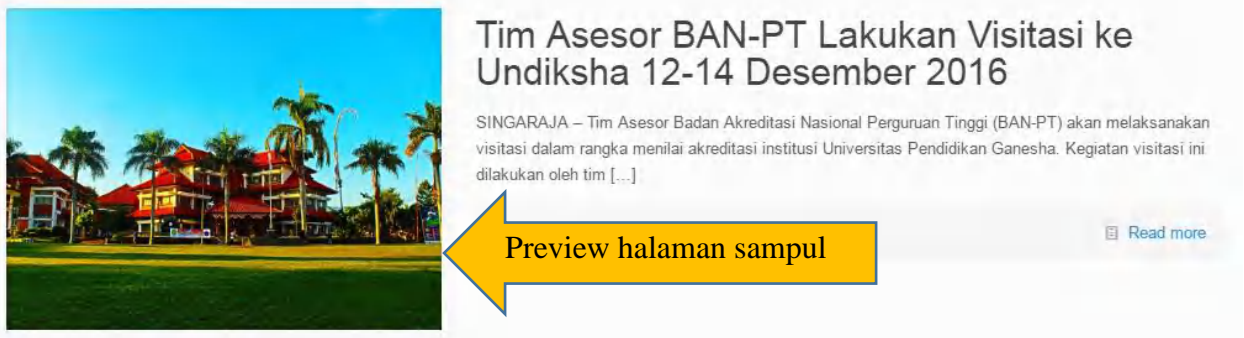 Tim Asesor BAN-PT Lakukan Visitasi ke
Undiksha 12-14 Desember 2016
SINGARAJA – Tim Asesor Badan Akreditasi Nasional Perguruan Tinggi (BAN-PT) akan melaksanakan
visitasi dalam rangka menilai akreditasi institusi Universitas Pendidikan Ganesha. Kegiatan visitasi ini
dilakukan oleh tim [...]
Preview halaman sampul
Read more